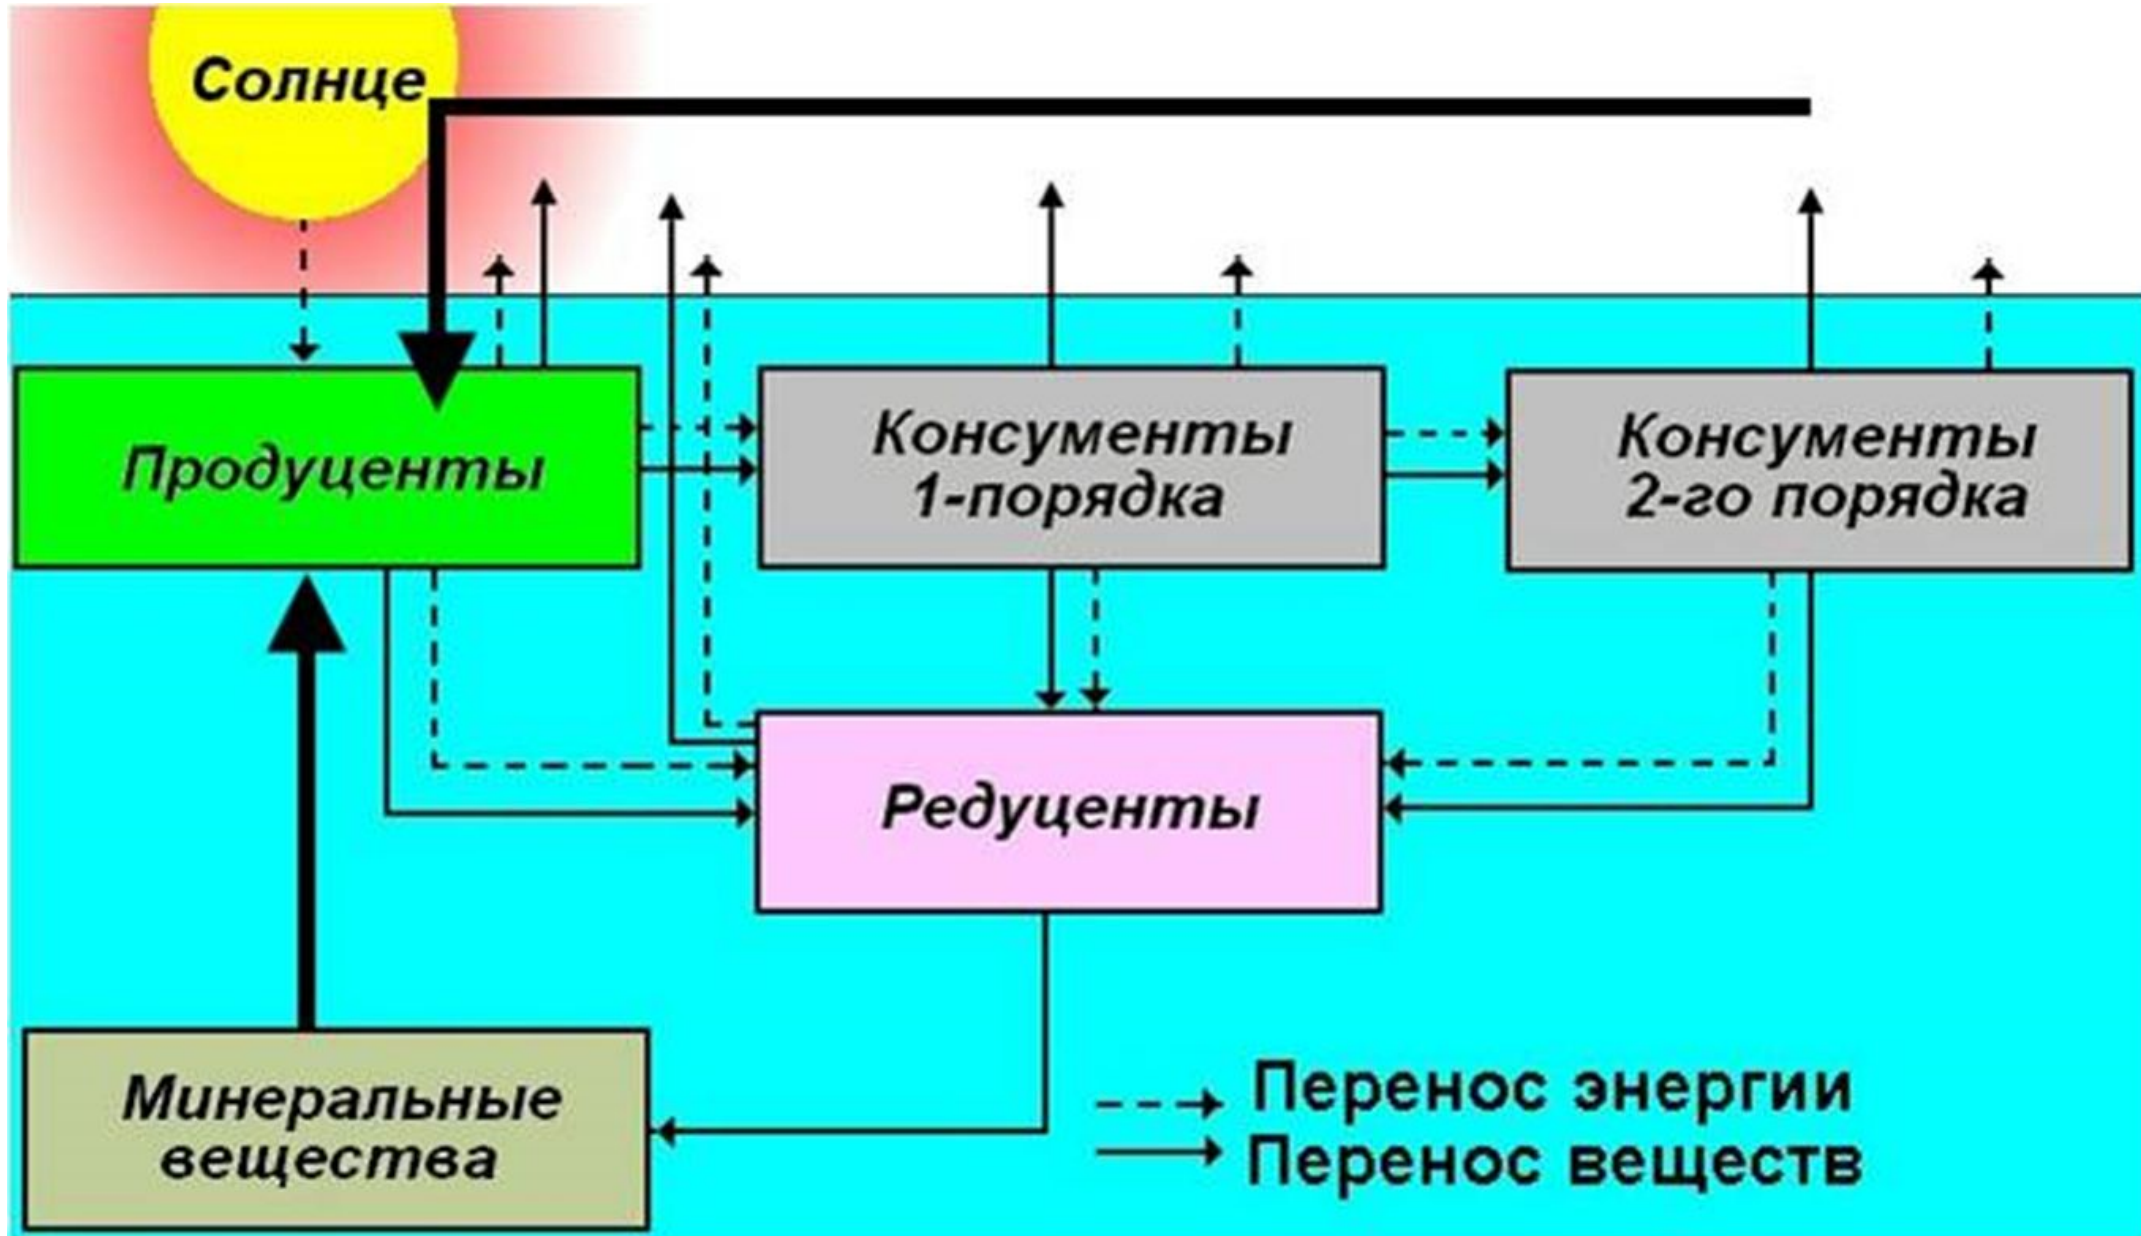 Солнце
Продуценты
Консументы
1-порядка
Консументы
2-го порядка
Редуценты
Минеральные
вещества
Перенос энергии
Перенос веществ